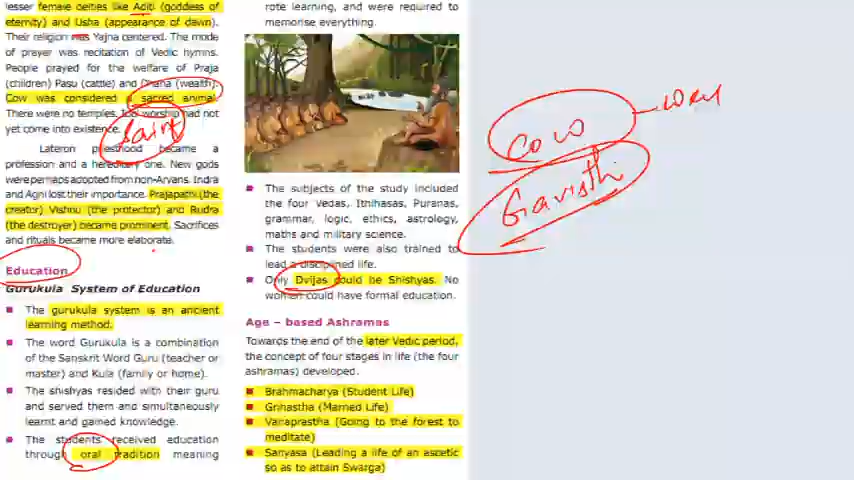 lesser female deities like Aditi (goddess of
eternity) and Usha (appearance of dawn).
Their religion was Yajna centered. The mode
of prayer was recitation of Vedic hymns.
People prayed for the welfare of Praja
(children) Pasu (cattle) and Dhana (wealth).
Cow was considered a sacred animal.
There were no temples. Idol worship had not
yet come into existence.
Lateron priesthood became a
profession and a hereditary one. New gods
were perhaps adopted from non-Aryans. Indra
and Agni lost their importance. Prajapathi (the
creator) Vishnu (the protector) and Rudra
(the destroyer) became prominent. Sacrifices
and rituals became more elaborate.
Education
Gurukula System of Education
The gurukula system is an ancient
learning method.
The word Gurukula is a combination
of the Sanskrit Word Guru (teacher or
master) and Kula (family or home).
The shishyas resided with their guru
and served them and simultaneously
learnt and gained knowledge.
The students received education
through oral tradition meaning
rote learning, and were required to
memorise everything.
The subjects of the study included
the four Vedas, Ithihasas, Puranas,
grammar, logic, ethics, astrology,
maths and military science.
The students were also trained to
lead a disciplined life.
Only Dvijas could be Shishyas. No
women could have formal education.
Age – based Ashramas
Towards the end of the later Vedic period,
the concept of four stages in life (the four
ashramas) developed.
Brahmacharya (Student Life)
Grihastha (Married Life)
Vanaprastha (Going to the forest to
meditate)
Sanyasa (Leading a life of an ascetic
so as to attain Swarga)
Cow
Gavisth